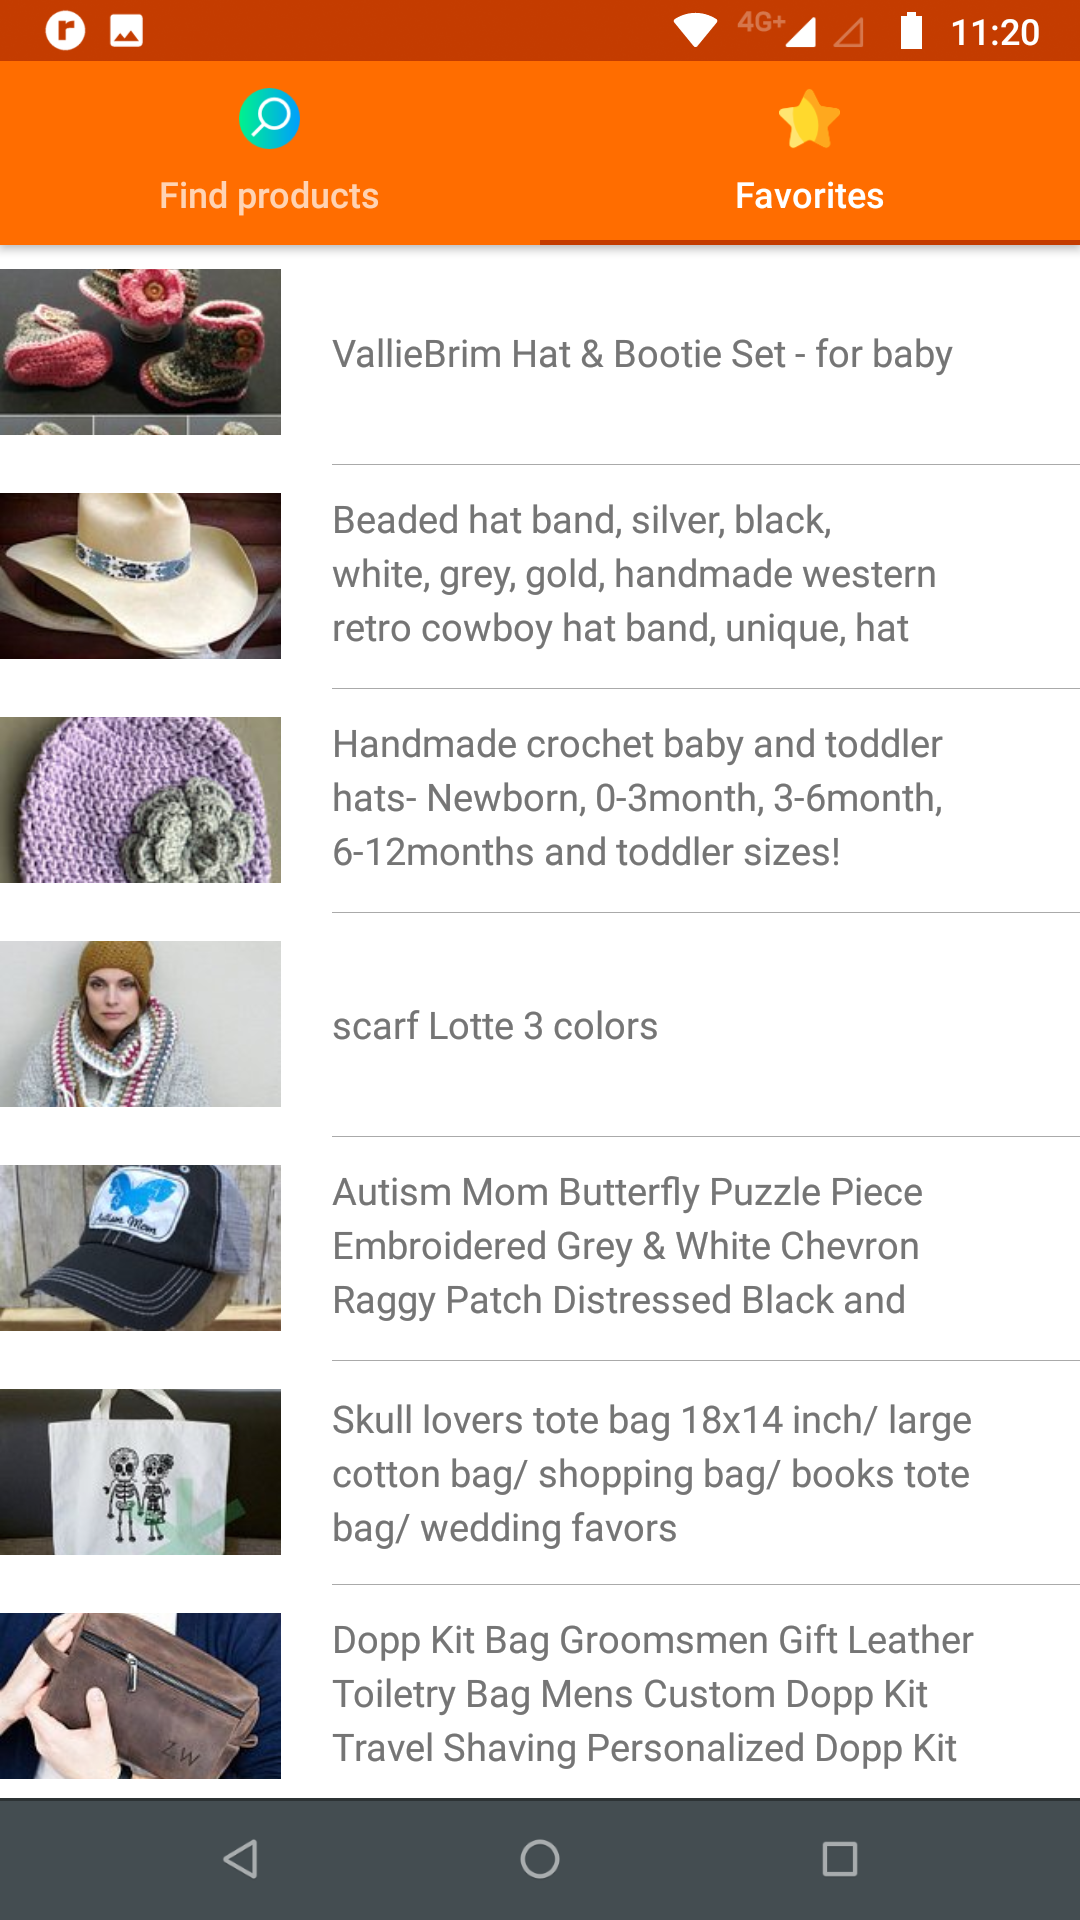 4G+ 11:20
Find products
Favorites
VallieBrim Hat & Bootie Set - for baby
Beaded hat band, silver, black,
white, grey, gold, handmade western
retro cowboy hat band, unique, hat
Handmade crochet baby and toddler
hats- Newborn, 0-3month, 3-6month,
6-12months and toddler sizes!
scarf Lotte 3 colors
Autism Mom
Autism Mom Butterfly Puzzle Piece
Embroidered Grey & White Chevron
Raggy Patch Distressed Black and
Skull lovers tote bag 18x14 inch/ large
cotton bag/ shopping bag/ books tote
bag/ wedding favors
Z.W
Dopp Kit Bag Groomsmen Gift Leather
Toiletry Bag Mens Custom Dopp Kit
Travel Shaving Personalized Dopp Kit